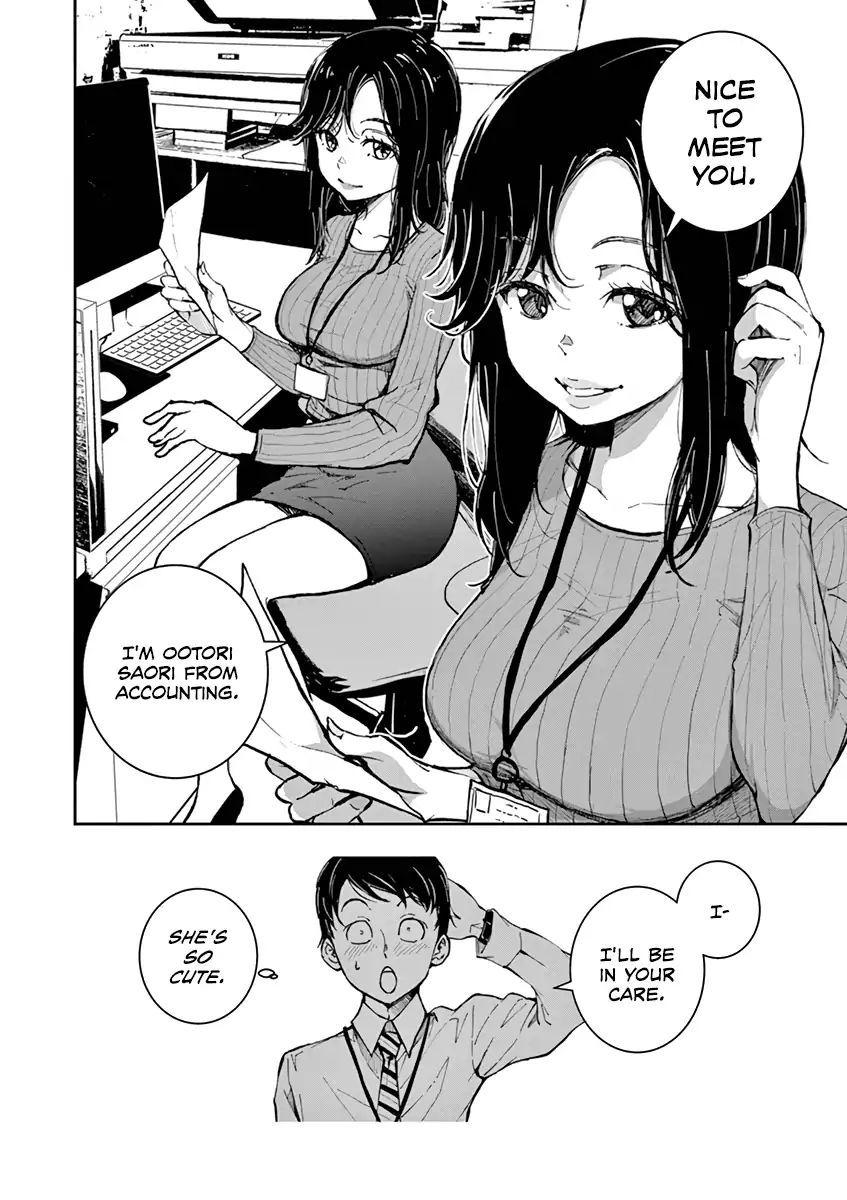 NICE
TO
MEET
YOU.
I'M OOTORI
SAORI FROM
ACCOUNTING.
I-
I'LL BE
IN YOUR
CARE.
SHE'S
SO
CUTE.